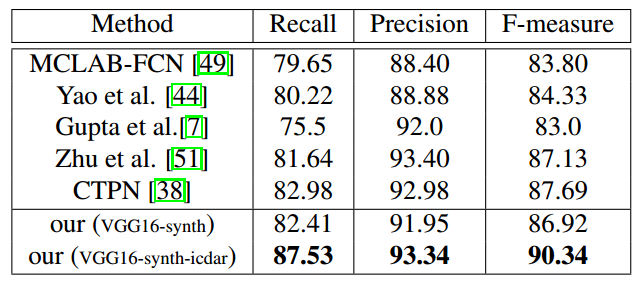 Method Recall Precision F-measure
MCLAB-FCN [49] 79.65 88.40 83.80
Yao et al. [44] 80.22 88.88 84.33
Gupta et al.[7] 75.5 92.0 83.0
Zhu et al. [51] 81.64 93.40 87.13
CTPN [38] 82.98 92.98 87.69
our (VGG16-synth) 82.41 91.95 86.92
our (VGG16-synth-icdar) 87.53 93.34 90.34